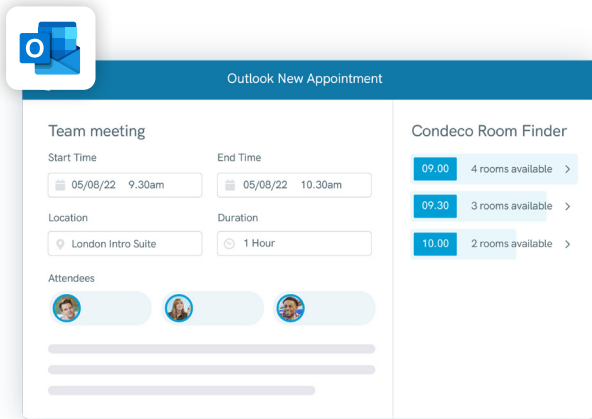 O
Outlook New Appointment
Team meeting
Start Time
End Time
05/08/22 9.30am
05/08/22 10.30am
Location
Duration
London Intro Suite
1 Hour
Attendees
Condeco Room Finder
09.00 4 rooms available >
09.30 3 rooms available >
10.00 2 rooms available >